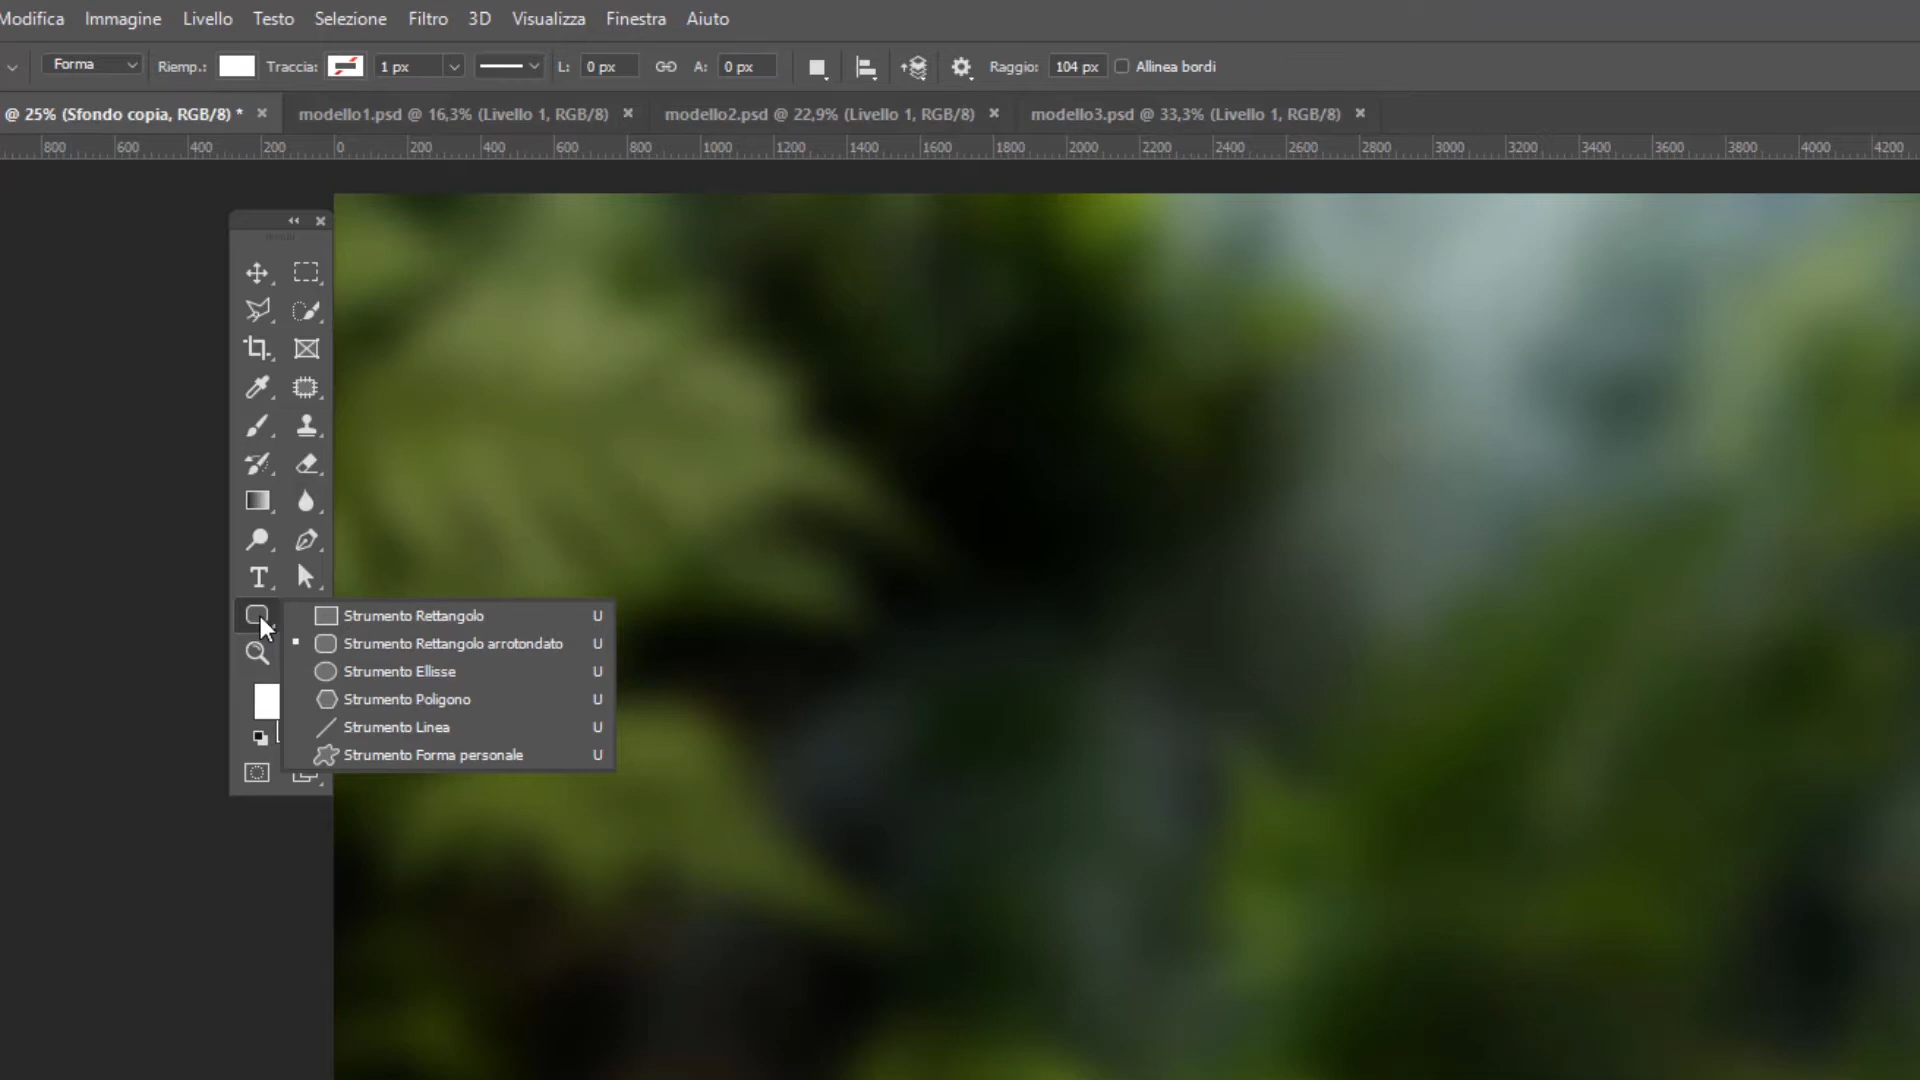 Modifica Immagine Livello Testo Selezione Filtro 3D Visualizza Finestra Aiuto
Forma Riemp.: Traccia: 1 px L: 0 px A: 0 px Raggio: 104 px Allinea bordi
@ 25% (Sfondo copia, RGB/8) * modello1.psd @ 16,3% (Livello 1, RGB/8) modello2.psd @ 22,9% (Livello 1, RGB/8) modello3.psd @ 33,3% (Livello 1, RGB/8)
800 600 400 200 0 200 400 600 800 1000 1200 1400 1600 1800 2000 2200 2400 2600 2800 3000 3200 3400 3600 3800 4000 4200
Strumento Rettangolo U
Strumento Rettangolo arrotondato U
Strumento Ellisse U
Strumento Poligono U
Strumento Linea U
Strumento Forma personale U